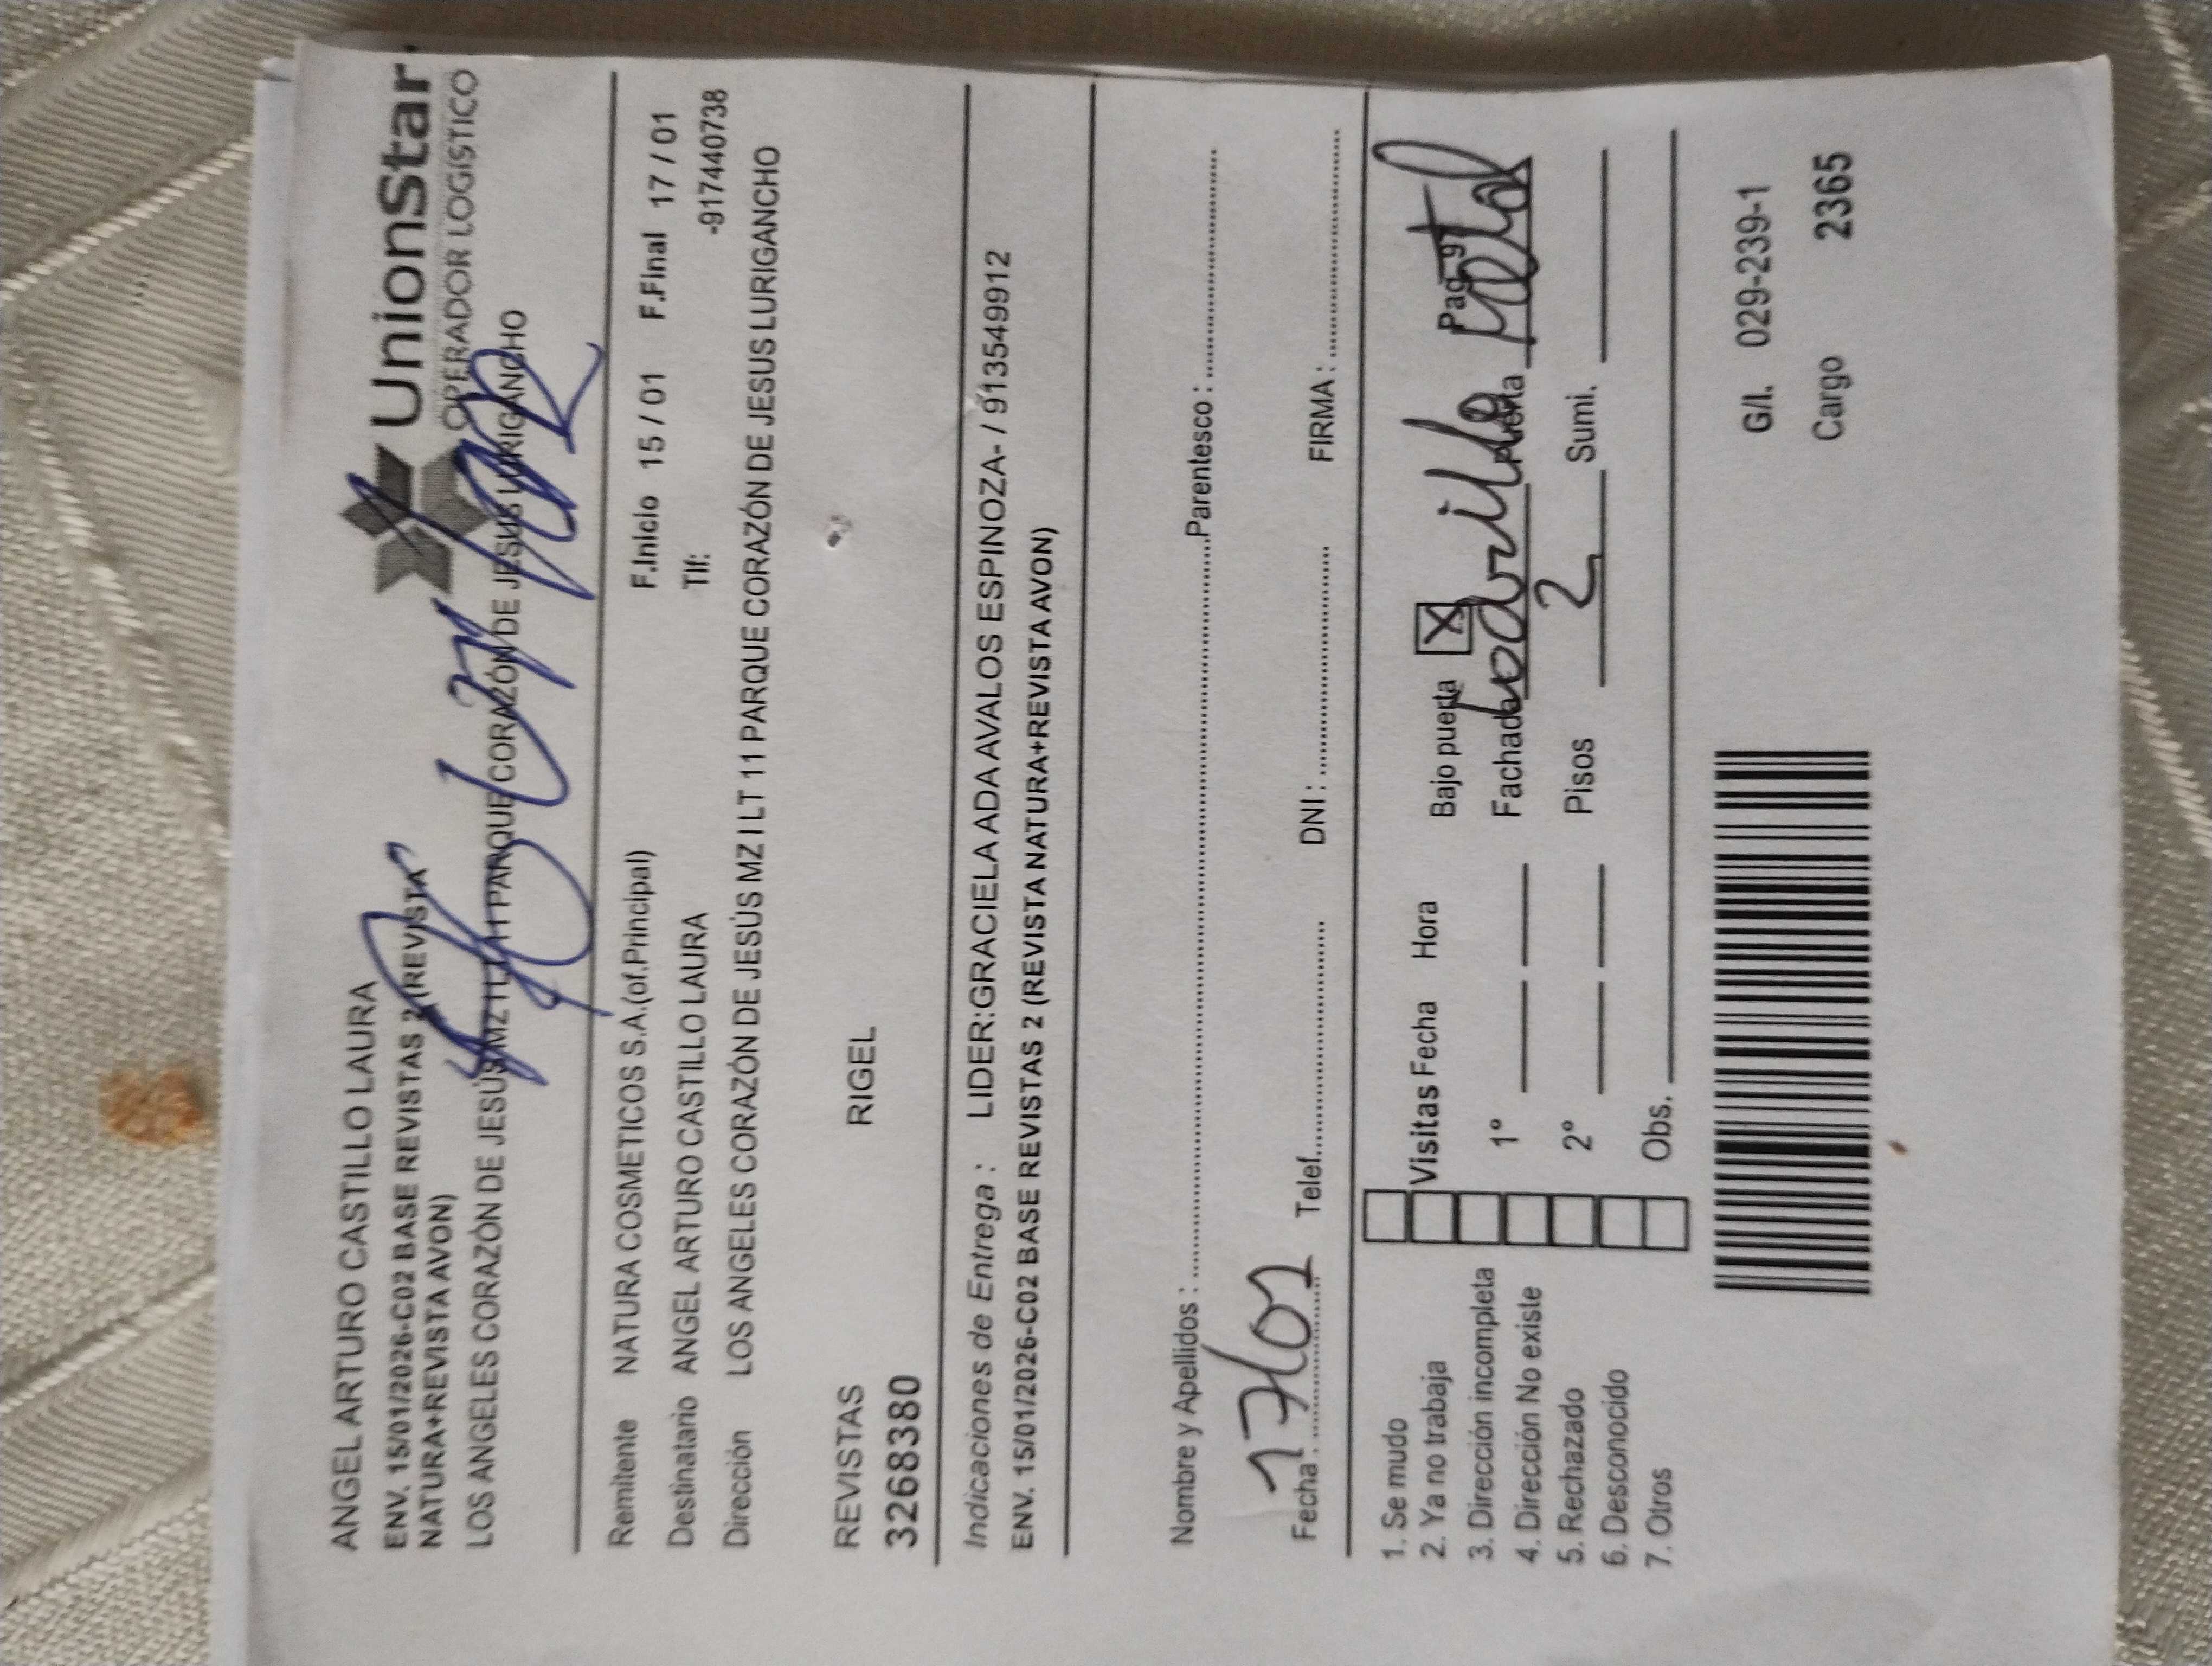 UnionStar
OPERADOR LOGÍSTICO
ANGEL ARTURO CASTILLO LAURA
ENV. 15/01/2026-C02 BASE REVISTAS 2 (REVISTA
NATURA+REVISTA AVON)
LOS ANGELES CORAZÓN DE JESÚS MZ I LT 11 PARQUE CORAZÓN DE JESUS LURIGANCHO
Remitente NATURA COSMETICOS S.A.(of.Principal) F.Inicio 15 / 01 F.Final 17 / 01
Destinatario ANGEL ARTURO CASTILLO LAURA Tlf: -917440738
Dirección LOS ANGELES CORAZÓN DE JESÚS MZ I LT 11 PARQUE CORAZÓN DE JESUS LURIGANCHO
REVISTAS RIGEL
3268380
Indicaciones de Entrega : LIDER:GRACIELA ADA AVALOS ESPINOZA- / 913549912
ENV. 15/01/2026-C02 BASE REVISTAS 2 (REVISTA NATURA+REVISTA AVON)
Nombre y Apellidos : Parentesco :
Fecha : 17/01 Telef. DNI : FIRMA :
1. Se mudo
2. Ya no trabaja
3. Dirección incompleta
4. Dirección No existe
5. Rechazado
6. Desconocido
7. Otros
Visitas Fecha Hora
1°
2°
Obs.
Bajo puerta X Pag_97
Fachada Ladrillo Puerta Metal
Pisos 2 Sumi.
G/I. 029-239-1
Cargo 2365